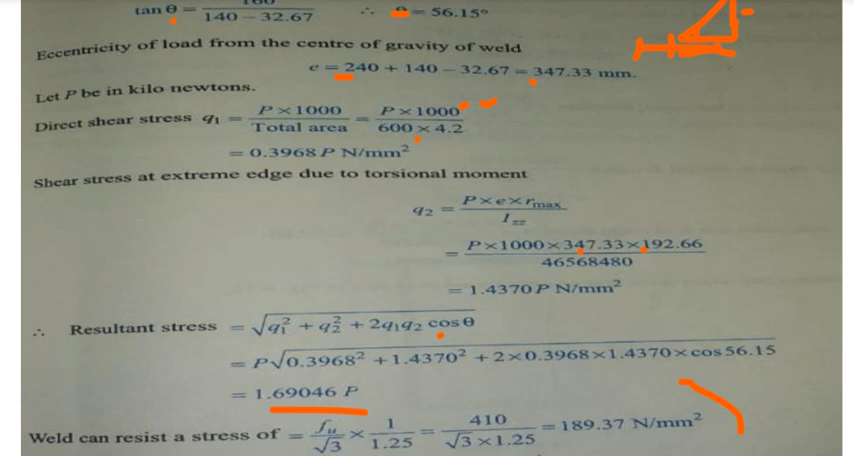 tan θ = 160 / 140 − 32.67 ∴ θ = 56.15°
Eccentricity of load from the centre of gravity of weld
e = 240 + 140 − 32.67 = 347.33 mm.
Let P be in kilo newtons.
Direct shear stress q₁ = P × 1000 / Total area = P × 1000 / 600 × 4.2
= 0.3968 P N/mm²
Shear stress at extreme edge due to torsional moment
q₂ = P × e × r_max / I_zz
= P × 1000 × 347.33 × 192.66 / 46568480
= 1.4370 P N/mm²
∴ Resultant stress = √(q₁² + q₂² + 2q₁q₂ cos θ)
= P√(0.3968² + 1.4370² + 2 × 0.3968 × 1.4370 × cos 56.15)
= 1.69046 P
Weld can resist a stress of = f_u / √3 × 1 / 1.25 = 410 / √3 × 1.25 = 189.37 N/mm²